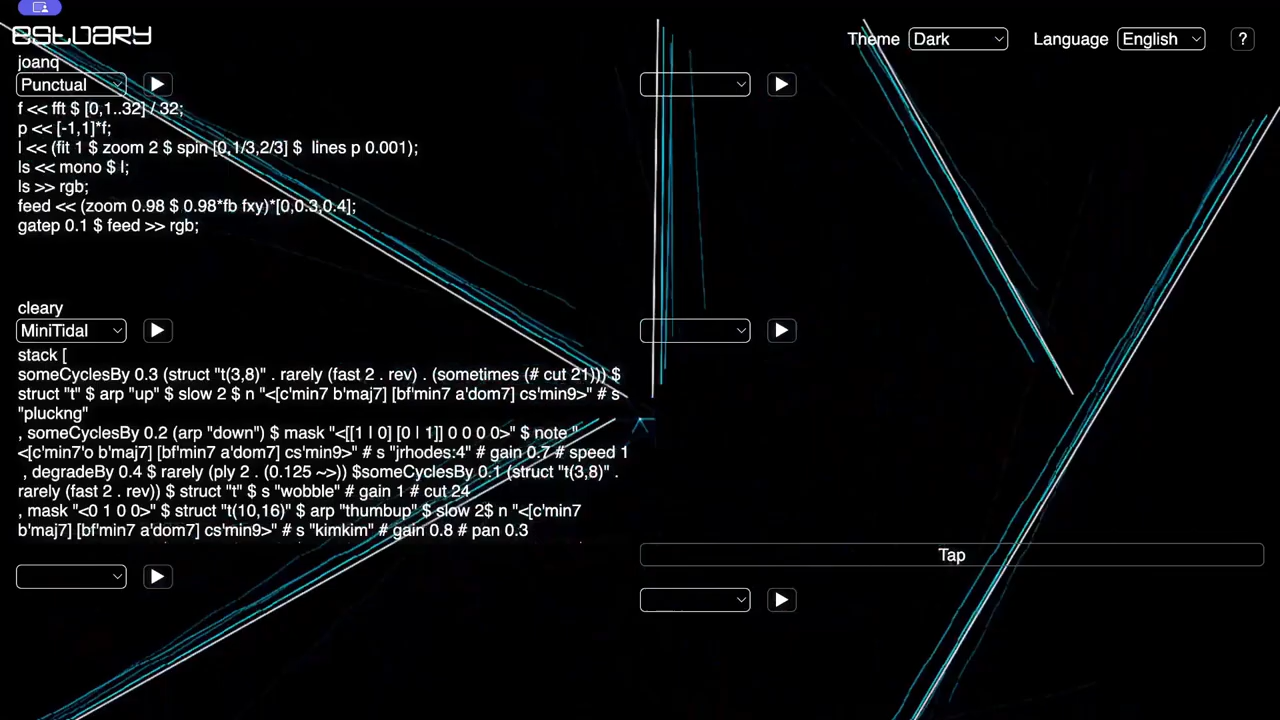 estuary
Theme Dark Language English ?
joanq
Punctual
f << fft $ [0,1..32] / 32;
p << [-1,1]*f;
l << (fit 1 $ zoom 2 $ spin [0,1/3,2/3] $  lines p 0.001);
ls << mono $ l;
ls >> rgb;
feed << (zoom 0.98 $ 0.98*fb fxy)*[0,0.3,0.4];
gatep 0.1 $ feed >> rgb;
cleary
MiniTidal
stack [
someCyclesBy 0.3 (struct "t(3,8)" . rarely (fast 2 . rev) . (sometimes (# cut 21))) $
struct "t" $ arp "up" $ slow 2 $ n "<[c'min7 b'maj7] [bf'min7 a'dom7] cs'min9>" # s
"pluckng"
, someCyclesBy 0.2 (arp "down") $ mask "<[[1 | 0] [0 | 1]] 0 0 0 0>" $ note "
<[c'min7'o b'maj7] [bf'min7 a'dom7] cs'min9>" # s "jrhodes:4" # gain 0.7 # speed 1
, degradeBy 0.4 $ rarely (ply 2 . (0.125 ~>)) $someCyclesBy 0.1 (struct "t(3,8)" .
rarely (fast 2 . rev)) $ struct "t" $ s "wobble" # gain 1 # cut 24
, mask "<0 1 0 0>" $ struct "t(10,16)" $ arp "thumbup" $ slow 2$ n "<[c'min7
b'maj7] [bf'min7 a'dom7] cs'min9>" # s "kimkim" # gain 0.8 # pan 0.3
Tap